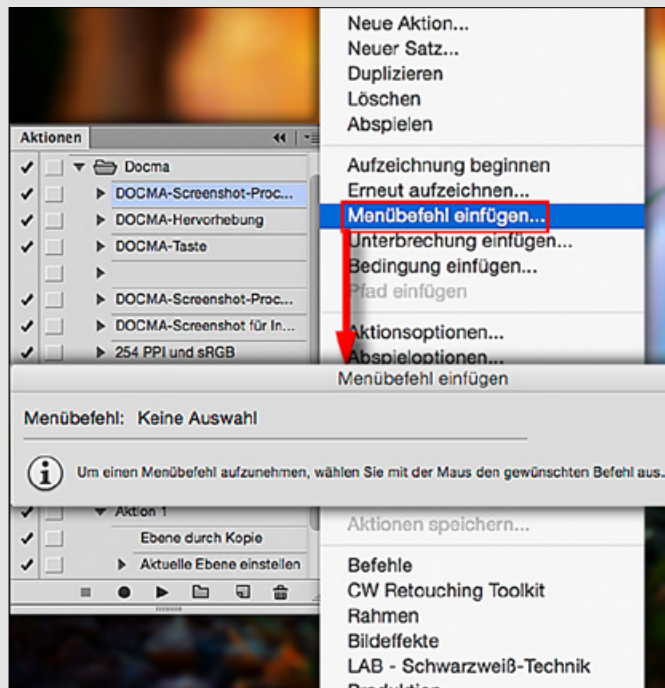 Neue Aktion...
Neuer Satz...
Duplizieren
Löschen
Abspielen
Aktionen
Docma
DOCMA-Screenshot-Proc...
DOCMA-Hervorhebung
DOCMA-Taste
DOCMA-Screenshot-Proc...
DOCMA-Screenshot für In...
254 PPI und sRGB
Aufzeichnung beginnen
Erneut aufzeichnen...
Menübefehl einfügen...
Unterbrechung einfügen...
Bedingung einfügen...
Pfad einfügen
Aktionsoptionen...
Abspieloptionen...
Menübefehl einfügen
Menübefehl: Keine Auswahl
Um einen Menübefehl aufzunehmen, wählen Sie mit der Maus den gewünschten Befehl aus.
Aktion 1
Ebene durch Kopie
Aktuelle Ebene einstellen
Aktionen speichern...
Befehle
CW Retouching Toolkit
Rahmen
Bildeffekte
LAB - Schwarzweiß-Technik
Produktion